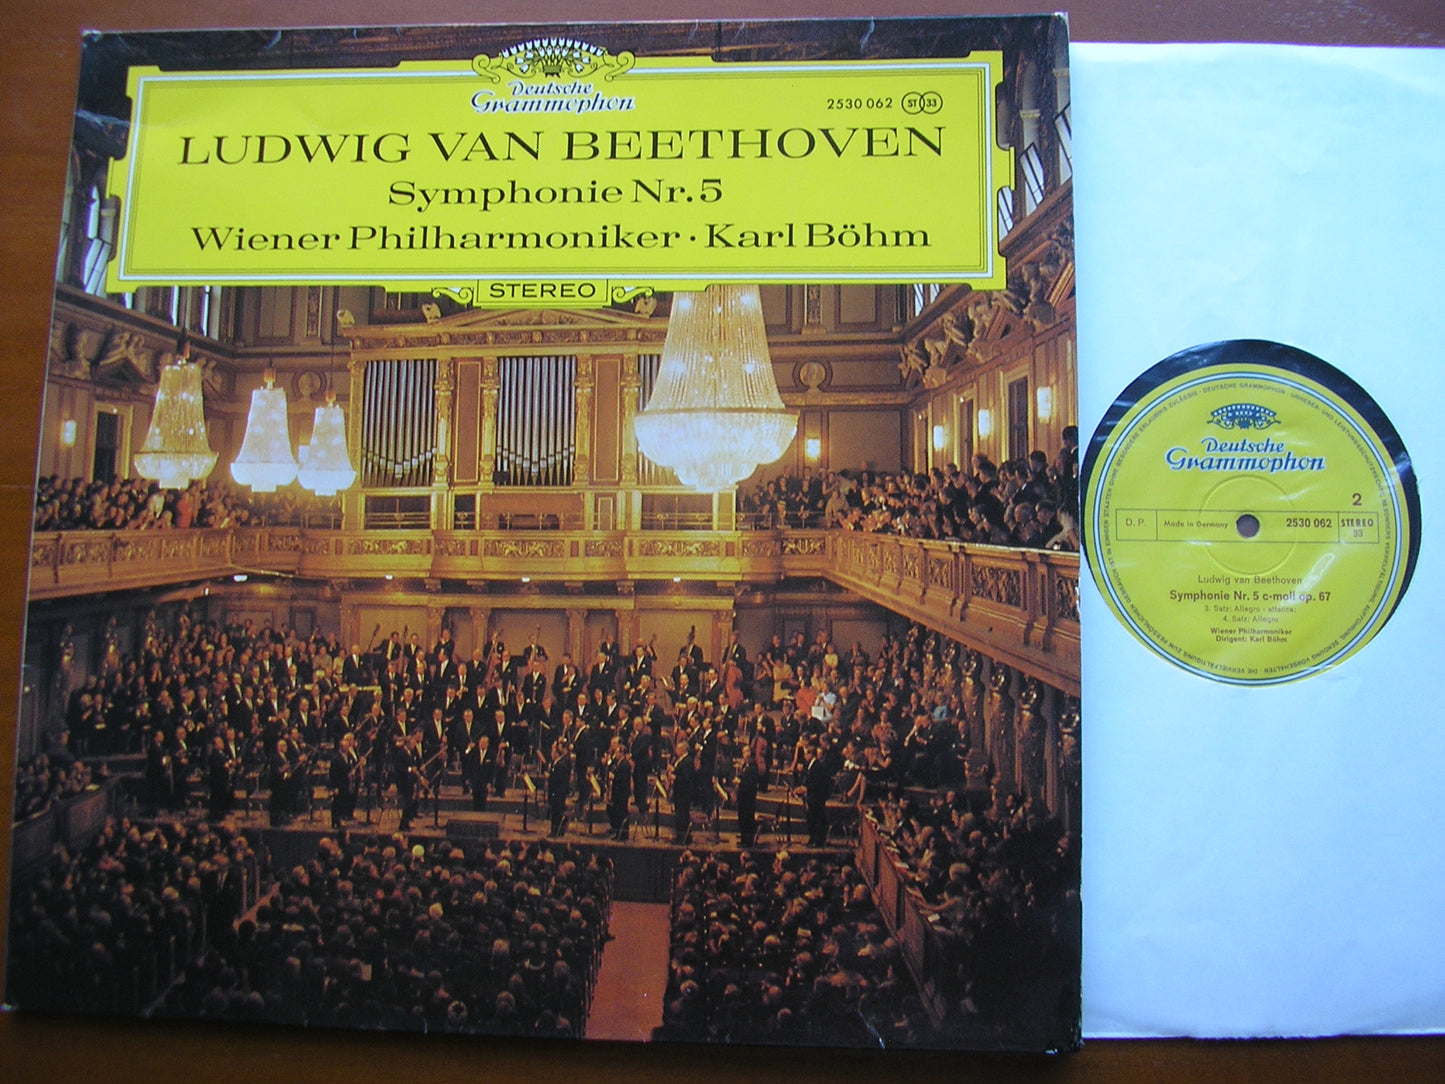 Deutsche
Grammophon
2530 062 ST 33
LUDWIG VAN BEETHOVEN
Symphonie Nr. 5
Wiener Philharmoniker · Karl Böhm
STEREO
Deutsche
Grammophon
2
D. P. Made in Germany 2530 062 STEREO
33
Ludwig van Beethoven
Symphonie Nr. 5 c-moll op. 67
3. Satz: Allegro - attacca:
4. Satz: Allegro
Wiener Philharmoniker
Dirigent: Karl Böhm
DEUTSCHE GRAMMOPHON